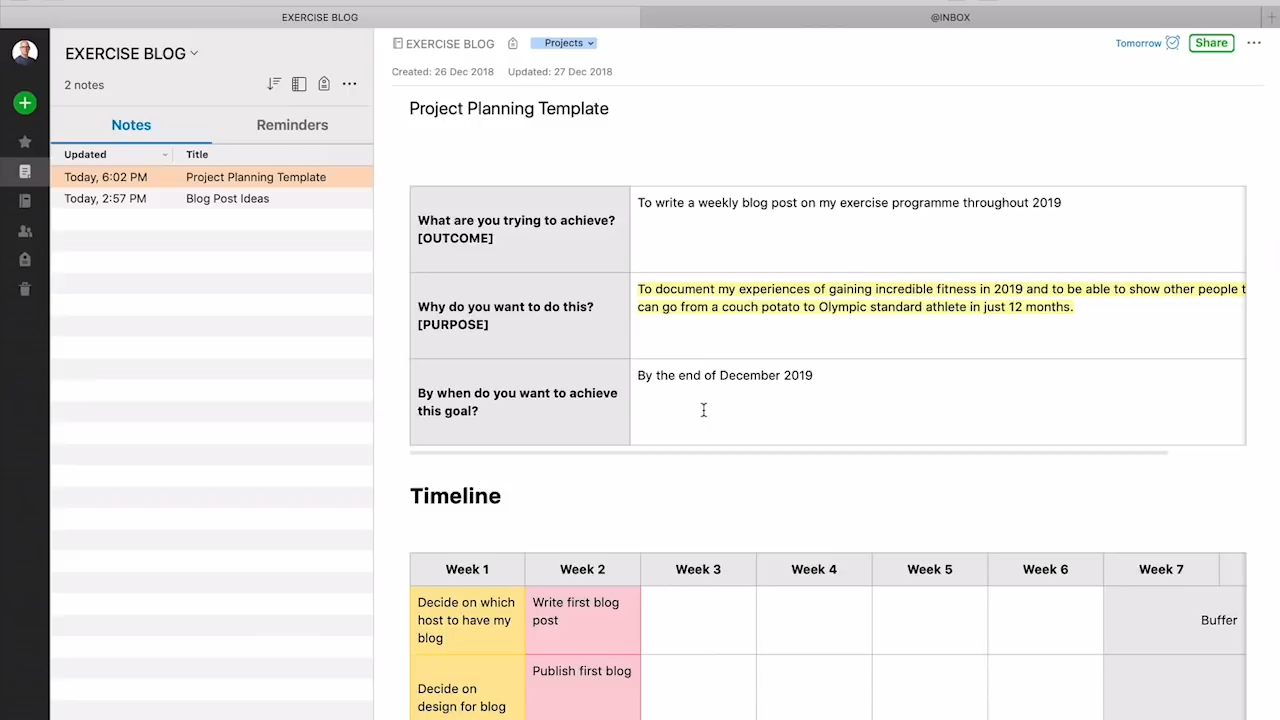 EXERCISE BLOG
@INBOX
EXERCISE BLOG
2 notes
Notes
Reminders
Updated
Title
Today, 6:02 PM
Project Planning Template
Today, 2:57 PM
Blog Post Ideas
EXERCISE BLOG
Projects
Tomorrow
Share
Created: 26 Dec 2018
Updated: 27 Dec 2018
Project Planning Template
What are you trying to achieve?
[OUTCOME]
To write a weekly blog post on my exercise programme throughout 2019
Why do you want to do this?
[PURPOSE]
To document my experiences of gaining incredible fitness in 2019 and to be able to show other people t
can go from a couch potato to Olympic standard athlete in just 12 months.
By when do you want to achieve
this goal?
By the end of December 2019
Timeline
Week 1
Week 2
Week 3
Week 4
Week 5
Week 6
Week 7
Decide on which
host to have my
blog
Write first blog
post
Buffer
Decide on
design for blog
Publish first blog